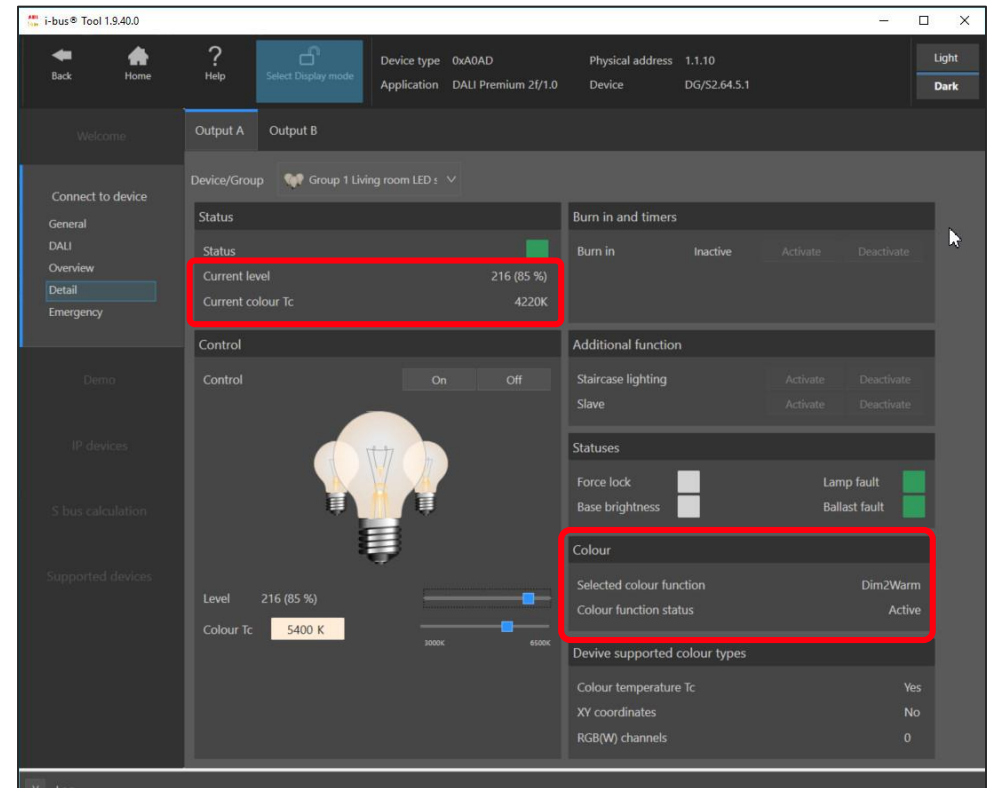 i-bus® Tool 1.9.40.0
Back
Home
Help
Select Display mode
Device type 0xA0AD
Application DALI Premium 2f/1.0
Physical address 1.1.10
Device DG/S2.64.5.1
Light
Dark
Welcome
Connect to device
General
DALI
Overview
Detail
Emergency
Demo
IP devices
S bus calculation
Supported devices
Output A Output B
Device/Group Group 1 Living room LED s
Status
Status
Current level 216 (85 %)
Current colour Tc 4220K
Control
Control On Off
Level 216 (85 %)
Colour Tc 5400 K
3000K 6500K
Burn in and timers
Burn in Inactive Activate Deactivate
Additional function
Staircase lighting Activate Deactivate
Slave Activate Deactivate
Statuses
Force lock Lamp fault
Base brightness Ballast fault
Colour
Selected colour function Dim2Warm
Colour function status Active
Devive supported colour types
Colour temperature Tc Yes
XY coordinates No
RGB(W) channels 0